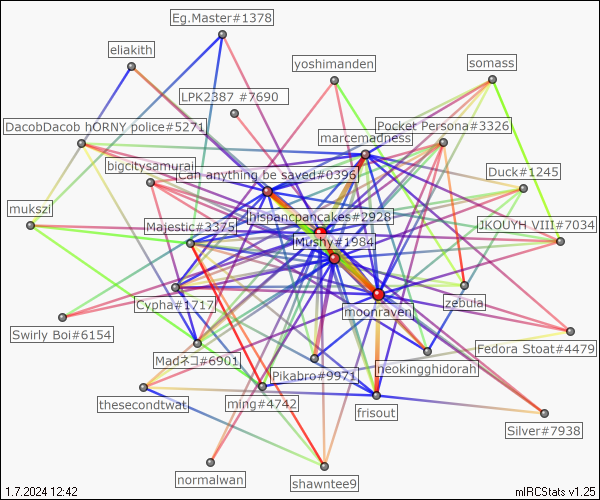 Eg.Master#1378
eliakith
yoshimanden
somass
LPK2387 #7690
DacobDacob hORNY police#5271
Pocket Persona#3326
marcemadness
bigcitysamurai
Can anything be saved#0396
Duck#1245
mukszi
hispancpancakes#2928
Majestic#3375
JKOUYH VIII#7034
Mushy#1984
Cypha#1717
zebula
moonraven
Swirly Boi#6154
Fedora Stoat#4479
Madネコ#6901
neokingghidorah
Pikabro#9971
thesecondtwat
ming#4742
frisout
Silver#7938
normalwan
shawntee9
1.7.2024 12:42
mIRCStats v1.25